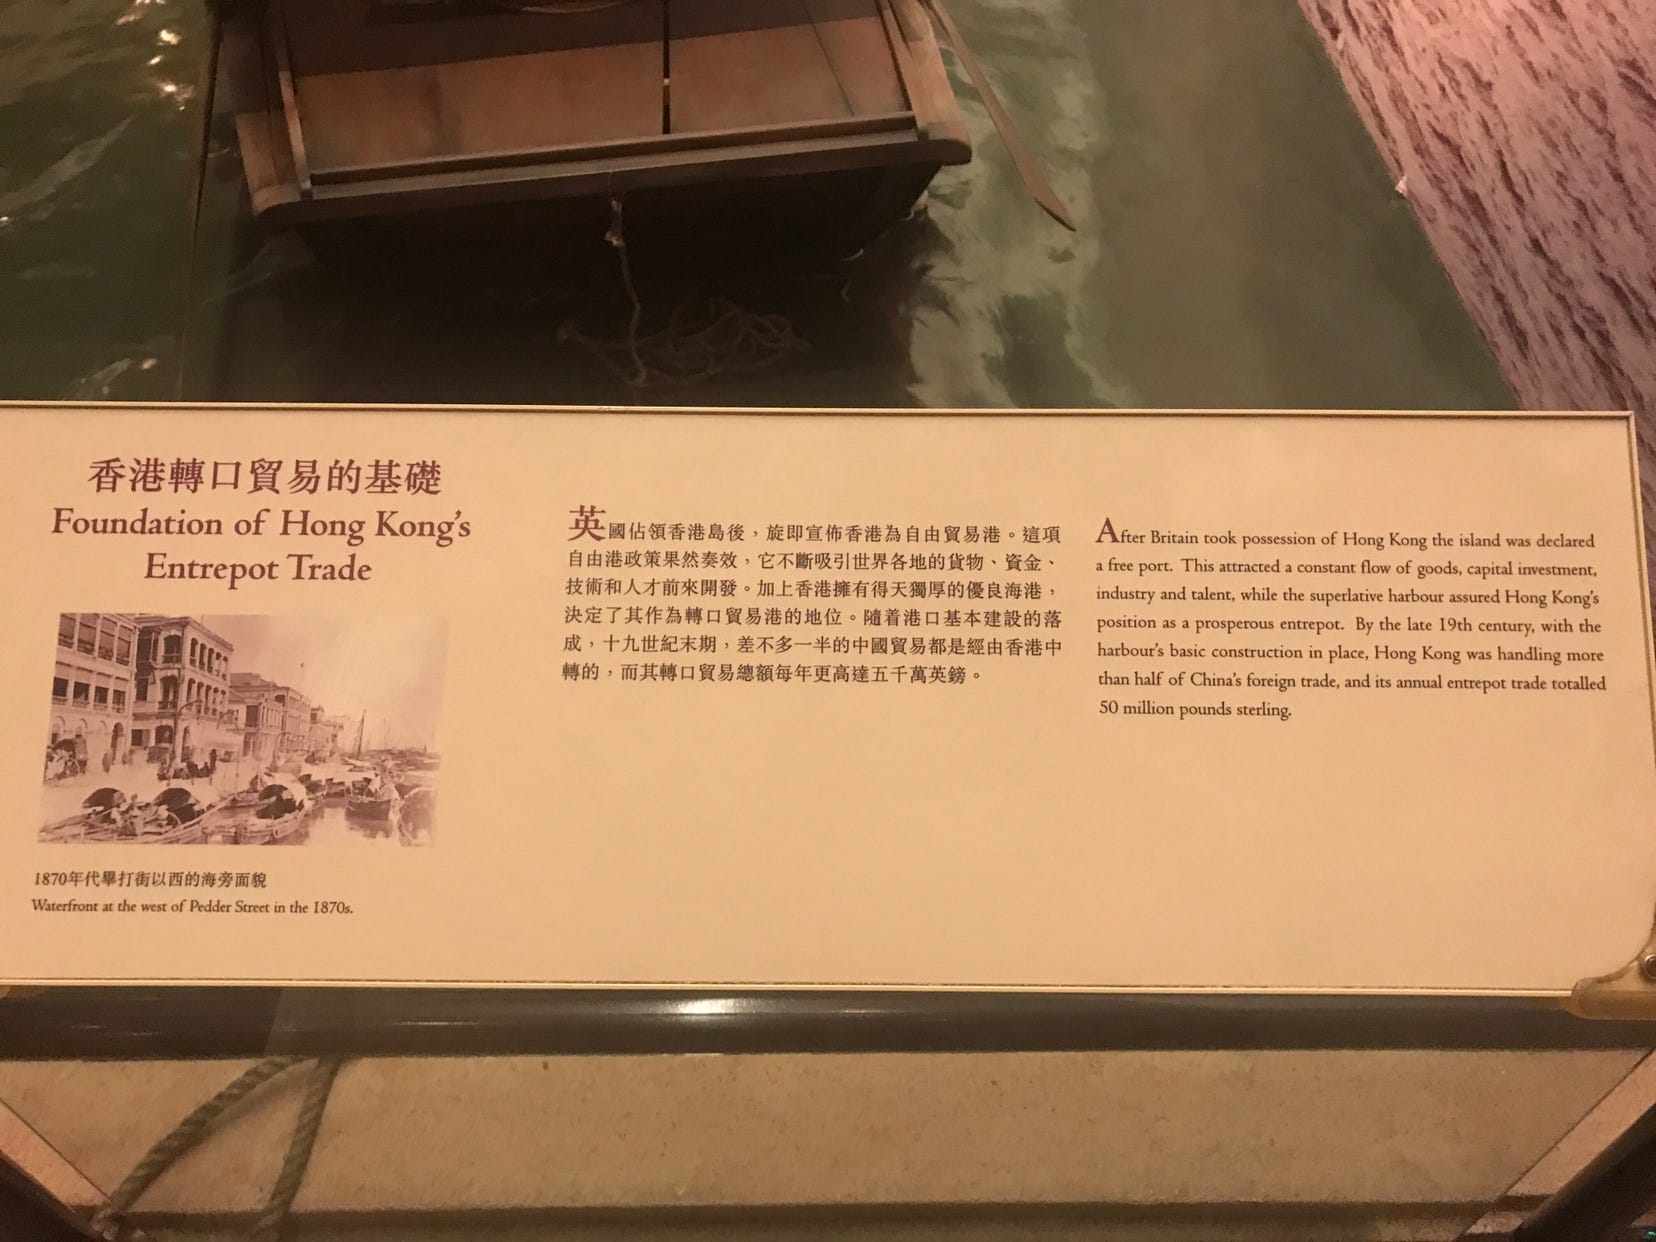 香港轉口貿易的基礎
Foundation of Hong Kong's
Entrepot Trade
1870年代畢打街以西的海旁面貌
Waterfront at the west of Pedder Street in the 1870s.
英國佔領香港島後，旋即宣佈香港為自由貿易港。這項
自由港政策果然奏效，它不斷吸引世界各地的貨物、資金、
技術和人才前來開發。加上香港擁有得天獨厚的優良海港，
決定了其作為轉口貿易港的地位。隨着港口基本建設的落
成，十九世紀末期，差不多一半的中國貿易都是經由香港中
轉的，而其轉口貿易總額每年更高達五千萬英鎊。
After Britain took possession of Hong Kong the island was declared
a free port. This attracted a constant flow of goods, capital investment,
industry and talent, while the superlative harbour assured Hong Kong's
position as a prosperous entrepot. By the late 19th century, with the
harbour's basic construction in place, Hong Kong was handling more
than half of China's foreign trade, and its annual entrepot trade totalled
50 million pounds sterling.